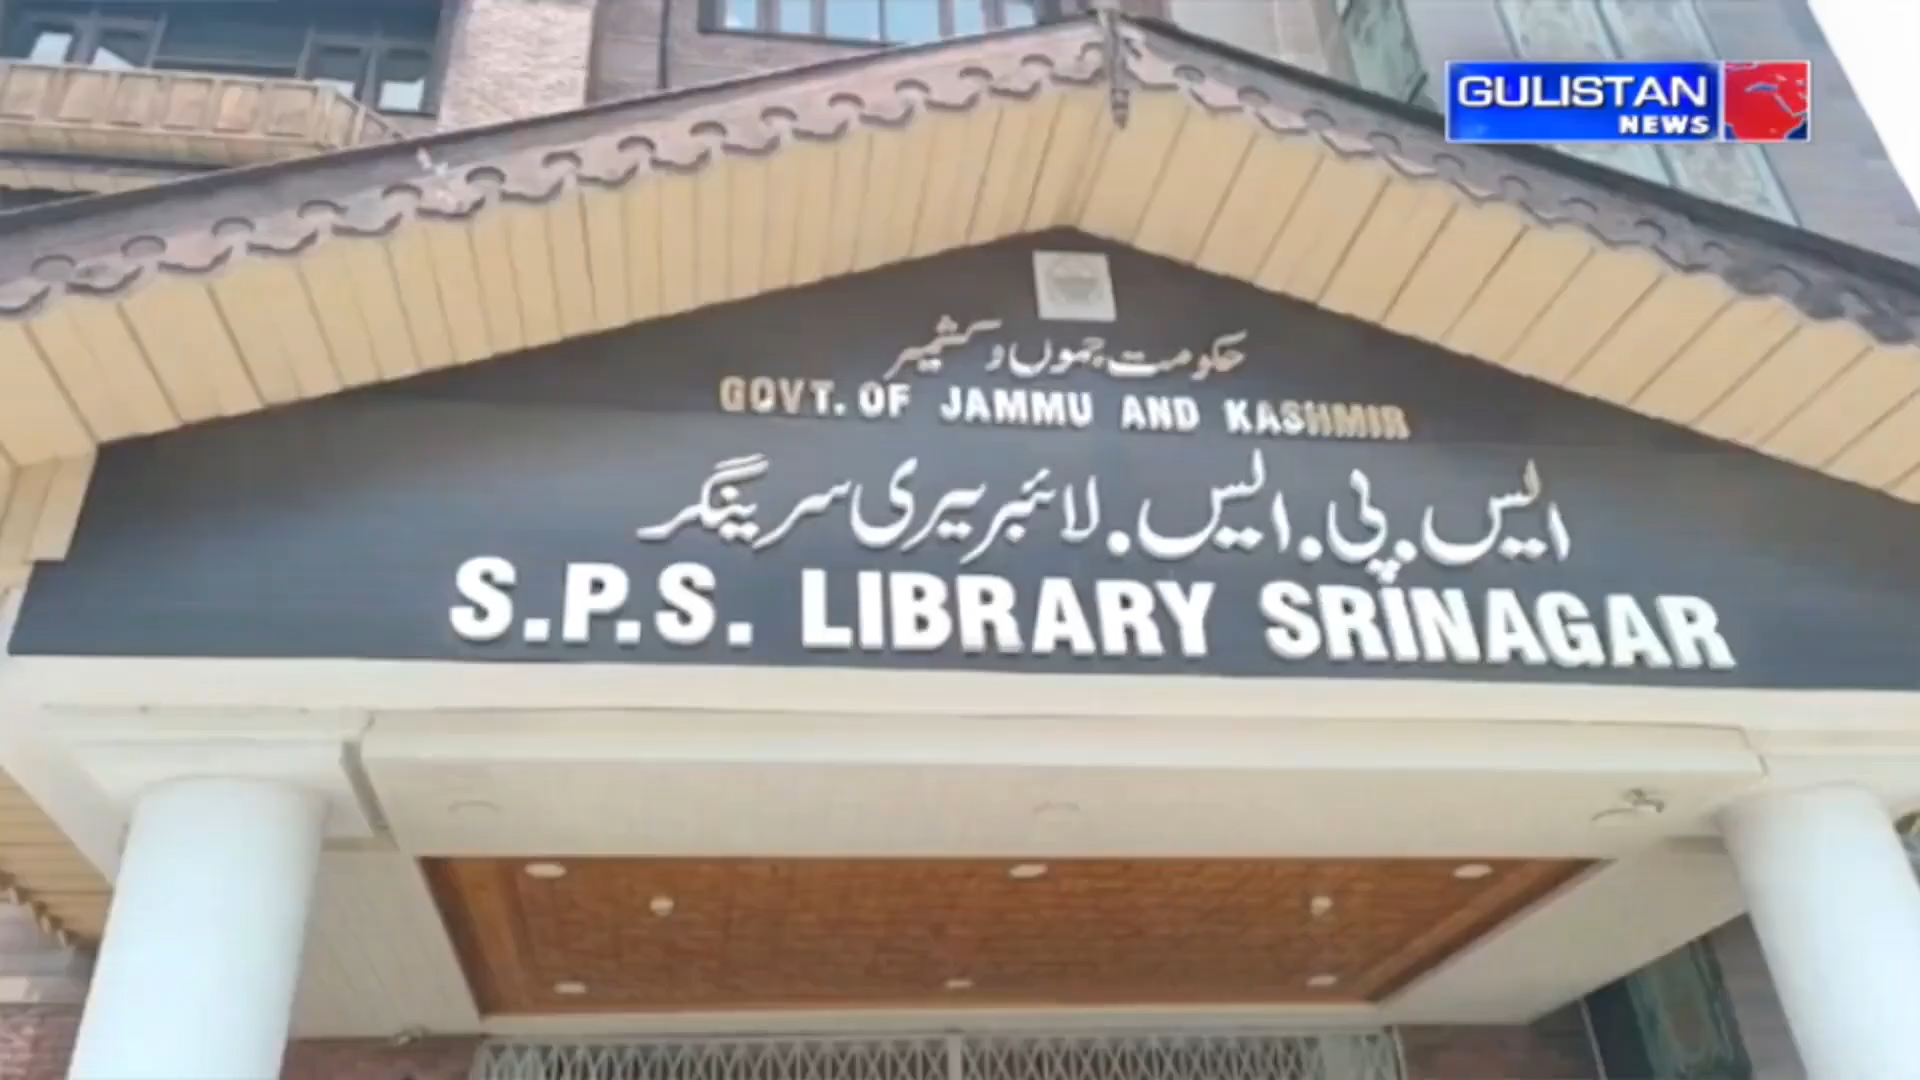 GULISTAN
NEWS
حکومت جموں و کشمیر
GOVT. OF JAMMU AND KASHMIR
ایس.پی.ایس.لائبریری سرینگر
S.P.S. LIBRARY SRINAGAR